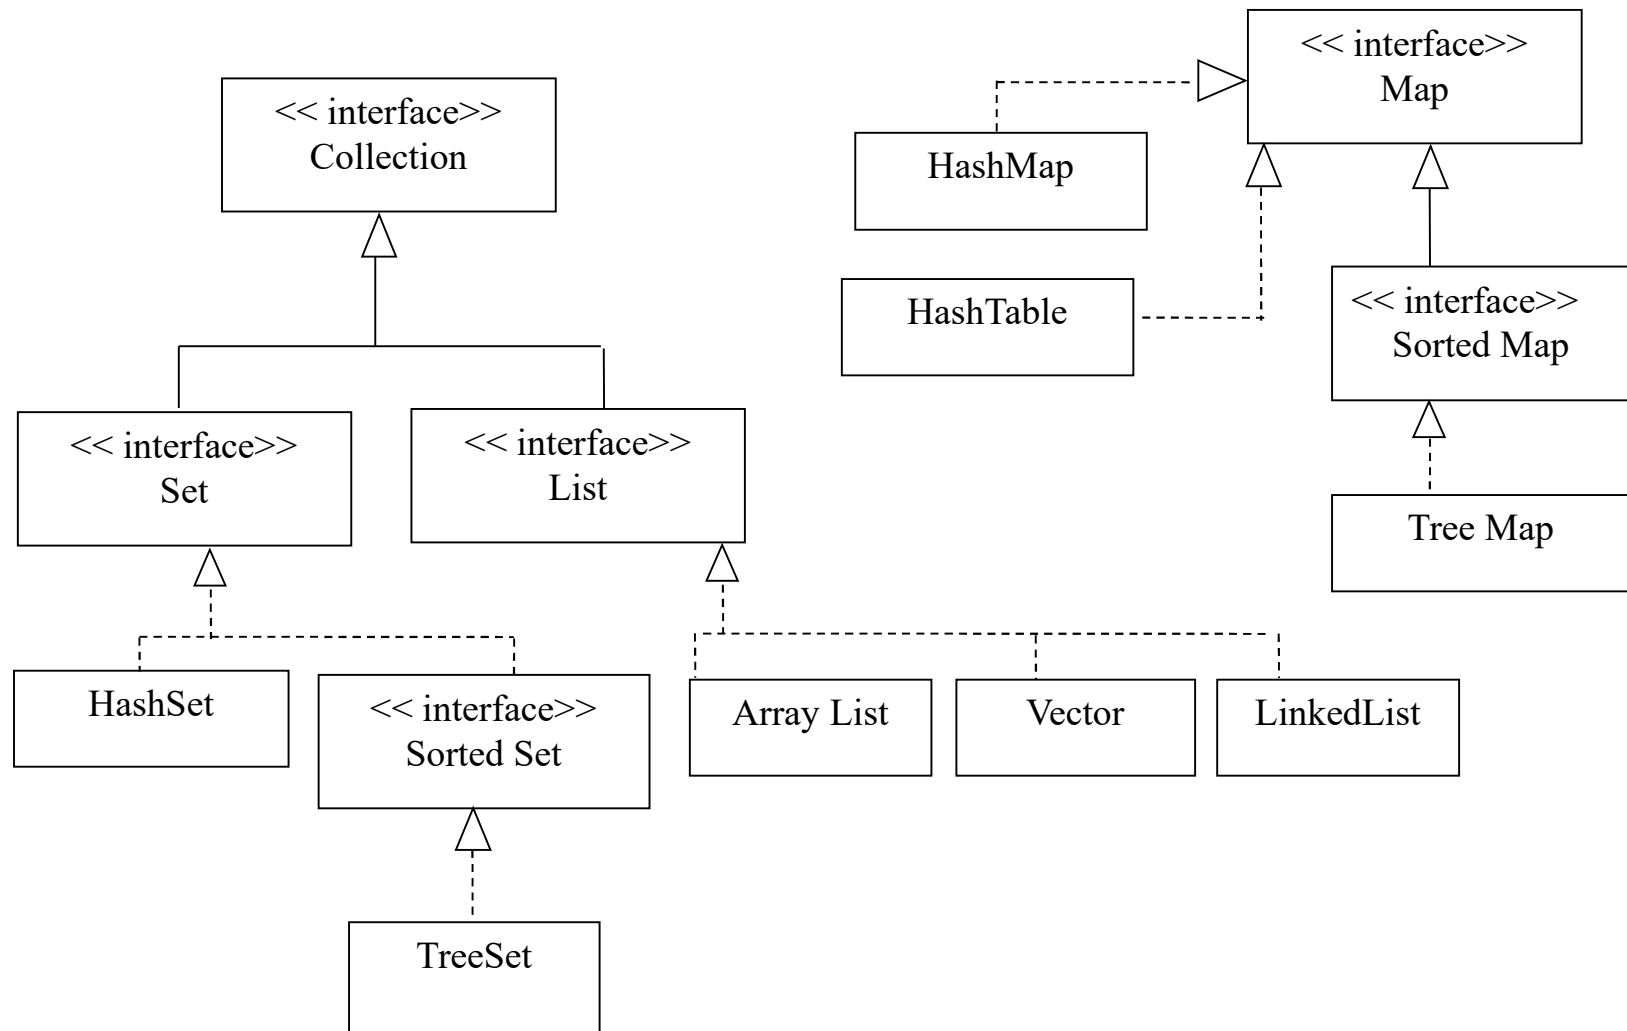 << interface>>
Collection
<< interface>>
Set
<< interface>>
List
HashSet
<< interface>>
Sorted Set
TreeSet
Array List
Vector
LinkedList
<< interface>>
Map
HashMap
HashTable
<< interface>>
Sorted Map
Tree Map